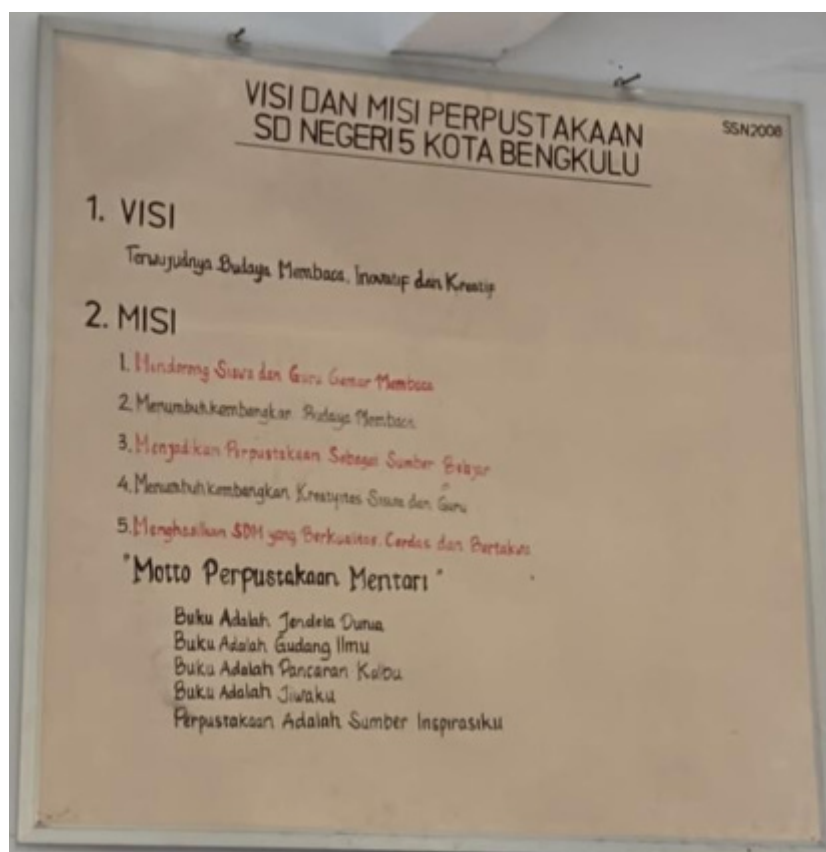 VISI DAN MISI PERPUSTAKAAN
SD NEGERI 5 KOTA BENGKULU
SSN2008
1. VISI
Terwujudnya Budaya Membaca, Inovatif dan Kreatif
2. MISI
1. Mendorong Siswa dan Guru Gemar Membaca
2. Menumbuhkembangkan Budaya Membaca
3. Menjadikan Perpustakaan Sebagai Sumber Belajar
4. Menumbuhkembangkan Kreatifitas Siswa dan Guru
5. Menghasilkan SDM yang Berkualitas, Cerdas dan Bertakwa
"Motto Perpustakaan Mentari"
Buku Adalah Jendela Dunia
Buku Adalah Gudang Ilmu
Buku Adalah Pancaran Kalbu
Buku Adalah Jiwaku
Perpustakaan Adalah Sumber Inspirasiku